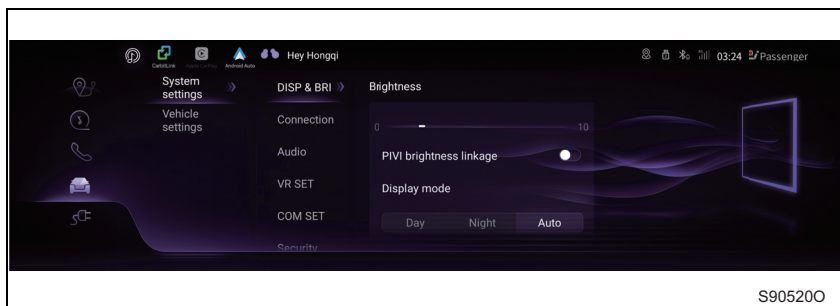 CarbitLink
Apple CarPlay
Android Auto
Hey Hongqi
03:24
Passenger
System
settings
Vehicle
settings
DISP & BRI
Connection
Audio
VR SET
COM SET
Security
Brightness
0
10
PIVI brightness linkage
Display mode
Day
Night
Auto
S90520O